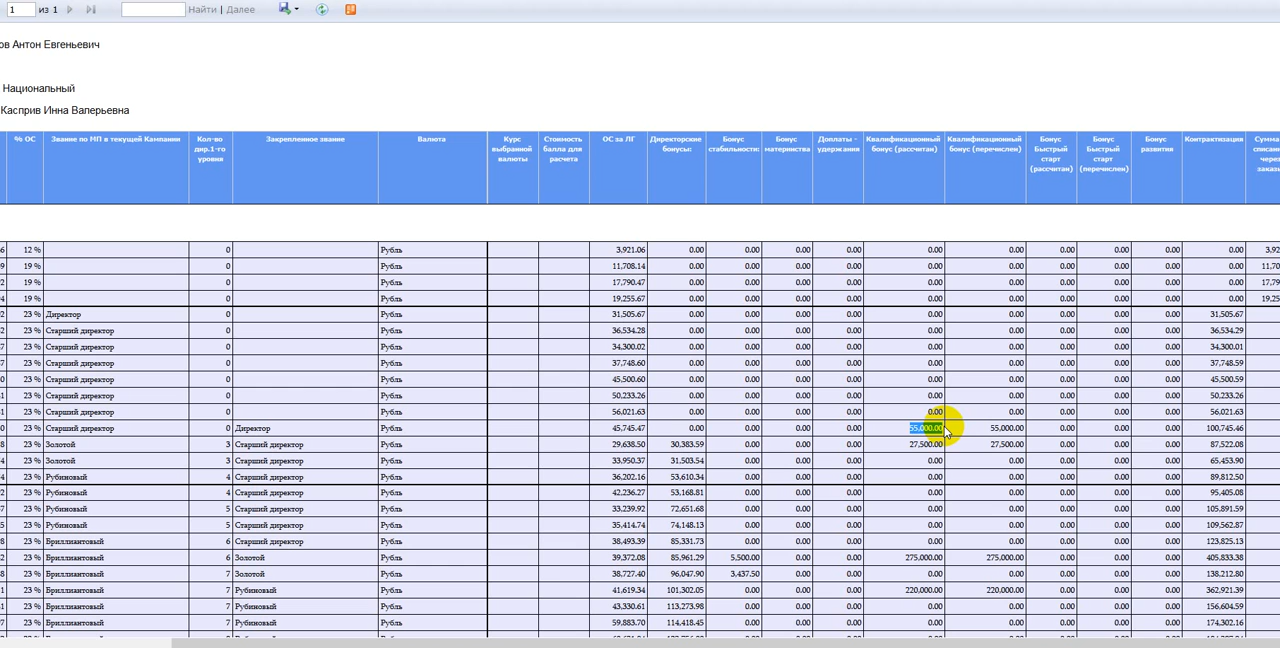 1 из 1 Найти | Далее
ов Антон Евгеньевич
Национальный
Касприв Инна Валерьевна
% ОС Звание по МП в текущей Кампании Кол-во дир.1-го уровня Закрепленное звание Валюта Курс выбранной валюты Стоимость балла для расчета ОС за ЛГ Директорские бонусы: Бонус стабильности: Бонус материнства Доплаты - удержания Квалификационный бонус (рассчитан) Квалификационный бонус (перечислен) Бонус Быстрый старт (рассчитан) Бонус Быстрый старт (перечислен) Бонус развития Контрактизация Сумма списани через заказы
6 12 % 0 Рубль 3,921.06 0.00 0.00 0.00 0.00 0.00 0.00 0.00 0.00 0.00 0.00 3,92
9 19 % 0 Рубль 11,708.14 0.00 0.00 0.00 0.00 0.00 0.00 0.00 0.00 0.00 0.00 11,70
2 19 % 0 Рубль 17,790.47 0.00 0.00 0.00 0.00 0.00 0.00 0.00 0.00 0.00 0.00 17,79
4 19 % 0 Рубль 19,255.67 0.00 0.00 0.00 0.00 0.00 0.00 0.00 0.00 0.00 0.00 19,25
2 23 % Директор 0 Рубль 31,505.67 0.00 0.00 0.00 0.00 0.00 0.00 0.00 0.00 0.00 31,505.67
2 23 % Старший директор 0 Рубль 36,534.28 0.00 0.00 0.00 0.00 0.00 0.00 0.00 0.00 0.00 36,534.29
7 23 % Старший директор 0 Рубль 34,300.02 0.00 0.00 0.00 0.00 0.00 0.00 0.00 0.00 0.00 34,300.01
7 23 % Старший директор 0 Рубль 37,748.60 0.00 0.00 0.00 0.00 0.00 0.00 0.00 0.00 0.00 37,748.59
0 23 % Старший директор 0 Рубль 45,500.60 0.00 0.00 0.00 0.00 0.00 0.00 0.00 0.00 0.00 45,500.59
1 23 % Старший директор 0 Рубль 50,233.26 0.00 0.00 0.00 0.00 0.00 0.00 0.00 0.00 0.00 50,233.26
1 23 % Старший директор 0 Рубль 56,021.63 0.00 0.00 0.00 0.00 0.00 0.00 0.00 0.00 0.00 56,021.63
0 23 % Старший директор 0 Директор Рубль 45,745.47 0.00 0.00 0.00 0.00 55,000.00 55,000.00 0.00 0.00 0.00 100,745.46
8 23 % Золотой 3 Старший директор Рубль 29,638.50 30,383.59 0.00 0.00 0.00 27,500.00 27,500.00 0.00 0.00 0.00 87,522.08
4 23 % Золотой 3 Старший директор Рубль 33,950.37 31,503.54 0.00 0.00 0.00 0.00 0.00 0.00 0.00 0.00 65,453.90
4 23 % Рубиновый 4 Старший директор Рубль 36,202.16 53,610.34 0.00 0.00 0.00 0.00 0.00 0.00 0.00 0.00 89,812.50
2 23 % Рубиновый 4 Старший директор Рубль 42,236.27 53,168.81 0.00 0.00 0.00 0.00 0.00 0.00 0.00 0.00 95,405.08
7 23 % Рубиновый 5 Старший директор Рубль 33,239.92 72,651.68 0.00 0.00 0.00 0.00 0.00 0.00 0.00 0.00 105,891.59
5 23 % Рубиновый 5 Старший директор Рубль 35,414.74 74,148.13 0.00 0.00 0.00 0.00 0.00 0.00 0.00 0.00 109,562.87
8 23 % Бриллиантовый 6 Старший директор Рубль 38,493.39 85,331.73 0.00 0.00 0.00 0.00 0.00 0.00 0.00 0.00 123,825.13
2 23 % Бриллиантовый 6 Золотой Рубль 39,372.08 85,961.29 5,500.00 0.00 0.00 275,000.00 275,000.00 0.00 0.00 0.00 405,833.38
8 23 % Бриллиантовый 7 Золотой Рубль 38,727.40 96,047.90 3,437.50 0.00 0.00 0.00 0.00 0.00 0.00 0.00 138,212.80
1 23 % Бриллиантовый 7 Рубиновый Рубль 41,619.34 101,302.05 0.00 0.00 0.00 220,000.00 220,000.00 0.00 0.00 0.00 362,921.39
1 23 % Бриллиантовый 7 Рубиновый Рубль 43,330.61 113,273.98 0.00 0.00 0.00 0.00 0.00 0.00 0.00 0.00 156,604.59
7 23 % Бриллиантовый 7 Рубиновый Рубль 59,883.70 114,418.45 0.00 0.00 0.00 0.00 0.00 0.00 0.00 0.00 174,302.16